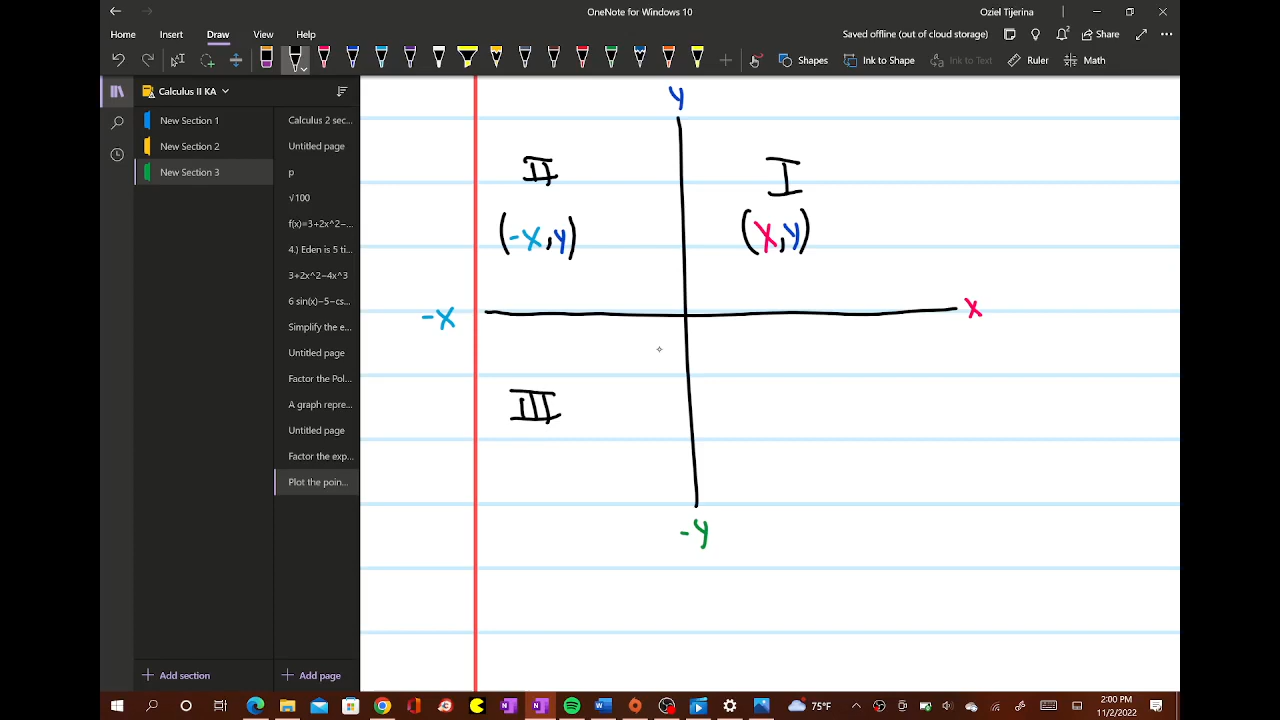 OneNote for Windows 10
Oziel Tijerina
Home Insert Draw View Help
Saved offline (out of cloud storage)
Share
Shapes
Ink to Shape
Ink to Text
Ruler
Math
Calculus II KA
New Section 1
New Section 2
New Section 3
Calculus 2 sec...
Untitled page
p
√100
f(x)=3+2x^2−...
4.) Eden is 5 ti...
3+2x^2−4x^3
6 sin(x)−5−cs...
Simplify the e...
Untitled page
Factor the Pol...
A graph repre...
Untitled page
Factor the exp...
Plot the poin...
Add section
Add page
y
II
I
(-x,y)
(x,y)
-x
x
III
-y
75°F
2:00 PM
11/2/2022